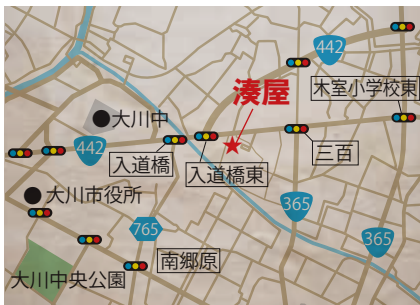 442
木室小学校東
湊屋
大川中
442
入道橋
入道橋東
三百
大川市役所
365
765
365
南郷原
大川中央公園